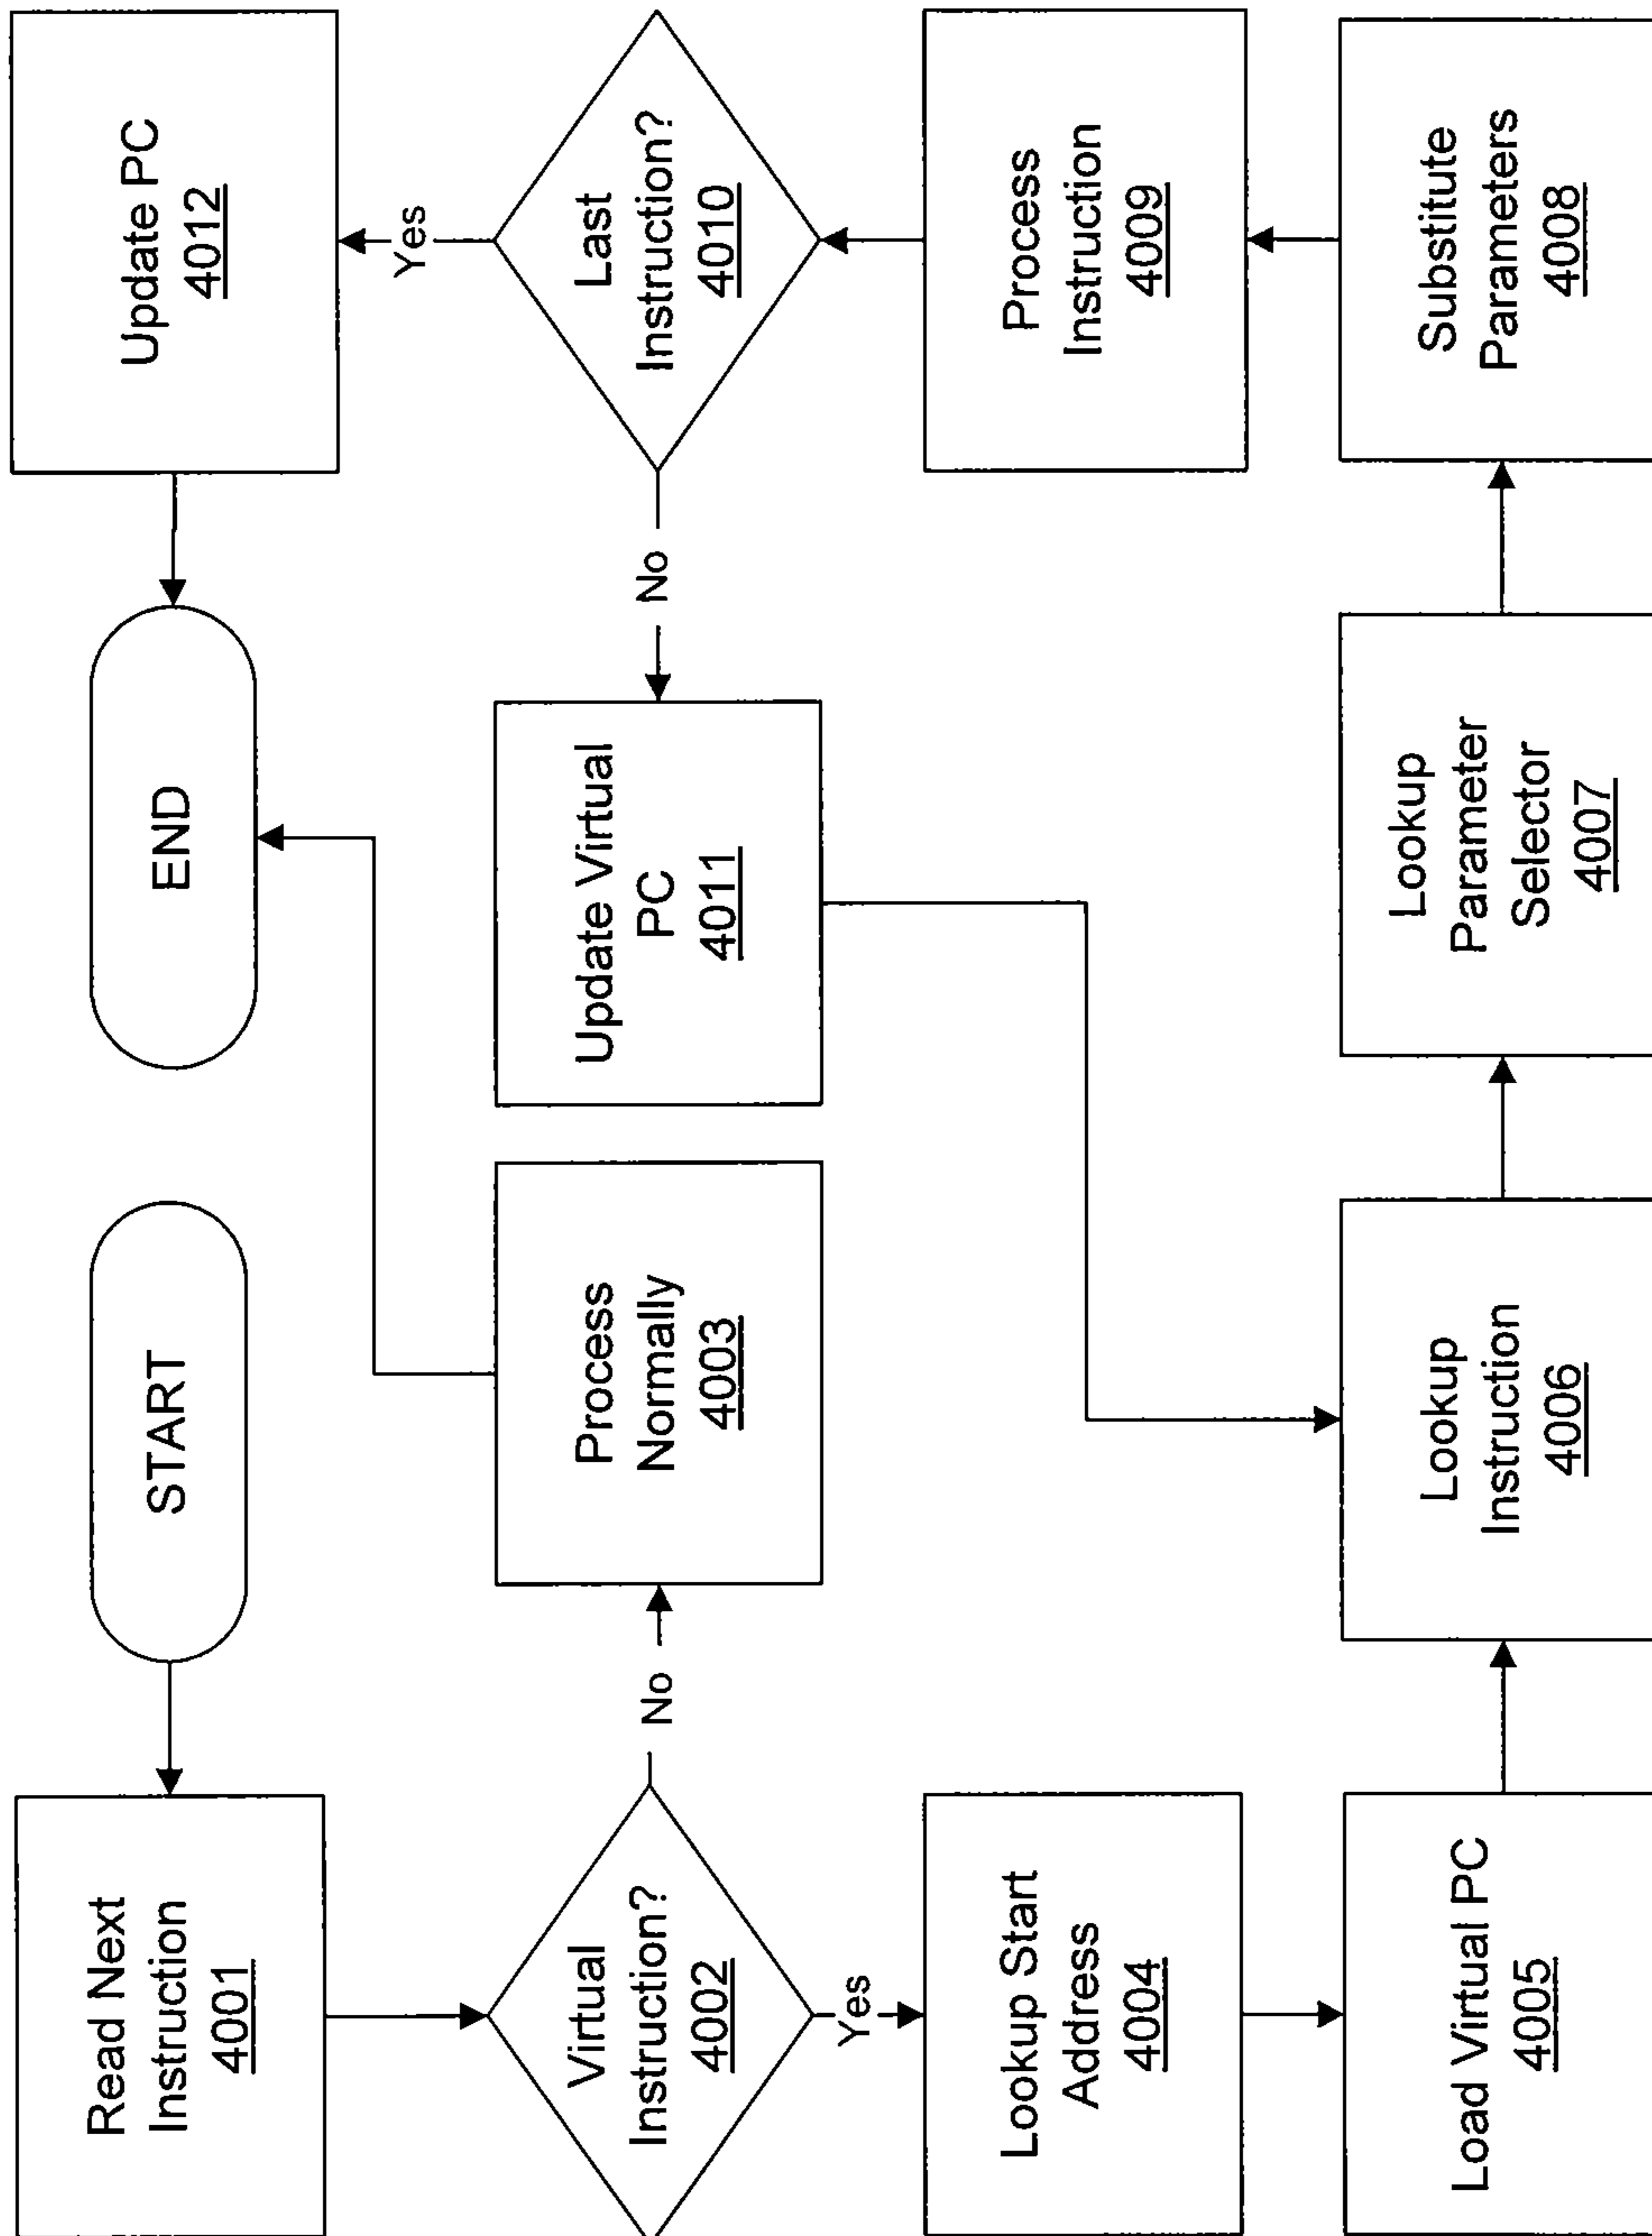 START
END
Read Next
Instruction
4001
Update PC
4012
Virtual
Instruction?
4002
No
Process
Normally
4003
Update Virtual
PC
4011
No
Last
Instruction?
4010
Yes
Yes
Lookup Start
Address
4004
Process
Instruction
4009
Load Virtual PC
4005
Lookup
Instruction
4006
Lookup
Parameter
Selector
4007
Substitute
Parameters
4008